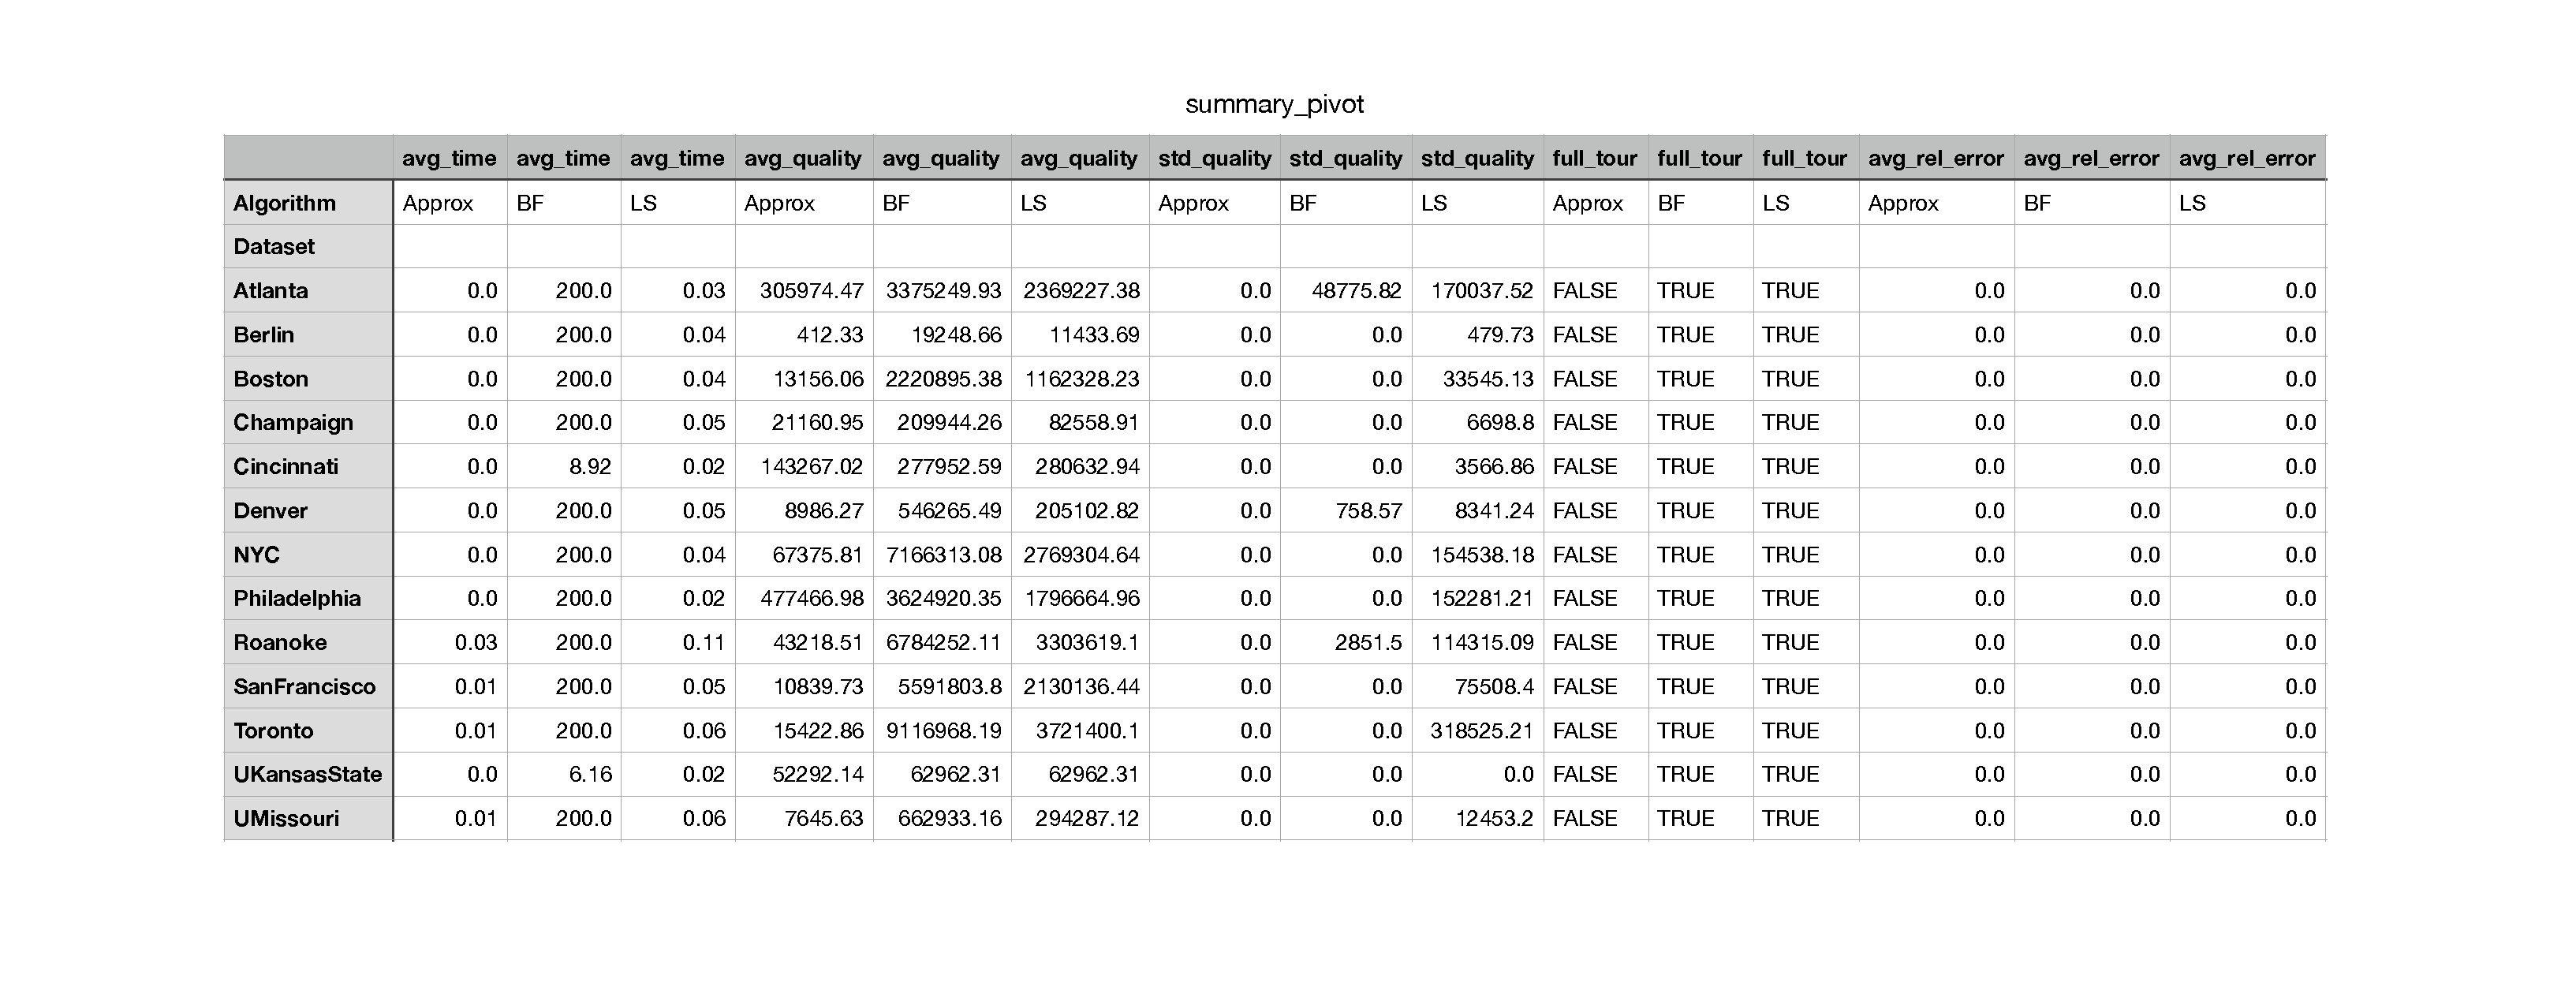 summary_pivot
avg_time avg_time avg_time avg_quality avg_quality avg_quality std_quality std_quality std_quality full_tour full_tour full_tour avg_rel_error avg_rel_error avg_rel_error
Algorithm Approx BF LS Approx BF LS Approx BF LS Approx BF LS Approx BF LS
Dataset
Atlanta 0.0 200.0 0.03 305974.47 3375249.93 2369227.38 0.0 48775.82 170037.52 FALSE TRUE TRUE 0.0 0.0 0.0
Berlin 0.0 200.0 0.04 412.33 19248.66 11433.69 0.0 0.0 479.73 FALSE TRUE TRUE 0.0 0.0 0.0
Boston 0.0 200.0 0.04 13156.06 2220895.38 1162328.23 0.0 0.0 33545.13 FALSE TRUE TRUE 0.0 0.0 0.0
Champaign 0.0 200.0 0.05 21160.95 209944.26 82558.91 0.0 0.0 6698.8 FALSE TRUE TRUE 0.0 0.0 0.0
Cincinnati 0.0 8.92 0.02 143267.02 277952.59 280632.94 0.0 0.0 3566.86 FALSE TRUE TRUE 0.0 0.0 0.0
Denver 0.0 200.0 0.05 8986.27 546265.49 205102.82 0.0 758.57 8341.24 FALSE TRUE TRUE 0.0 0.0 0.0
NYC 0.0 200.0 0.04 67375.81 7166313.08 2769304.64 0.0 0.0 154538.18 FALSE TRUE TRUE 0.0 0.0 0.0
Philadelphia 0.0 200.0 0.02 477466.98 3624920.35 1796664.96 0.0 0.0 152281.21 FALSE TRUE TRUE 0.0 0.0 0.0
Roanoke 0.03 200.0 0.11 43218.51 6784252.11 3303619.1 0.0 2851.5 114315.09 FALSE TRUE TRUE 0.0 0.0 0.0
SanFrancisco 0.01 200.0 0.05 10839.73 5591803.8 2130136.44 0.0 0.0 75508.4 FALSE TRUE TRUE 0.0 0.0 0.0
Toronto 0.01 200.0 0.06 15422.86 9116968.19 3721400.1 0.0 0.0 318525.21 FALSE TRUE TRUE 0.0 0.0 0.0
UKansasState 0.0 6.16 0.02 52292.14 62962.31 62962.31 0.0 0.0 0.0 FALSE TRUE TRUE 0.0 0.0 0.0
UMissouri 0.01 200.0 0.06 7645.63 662933.16 294287.12 0.0 0.0 12453.2 FALSE TRUE TRUE 0.0 0.0 0.0